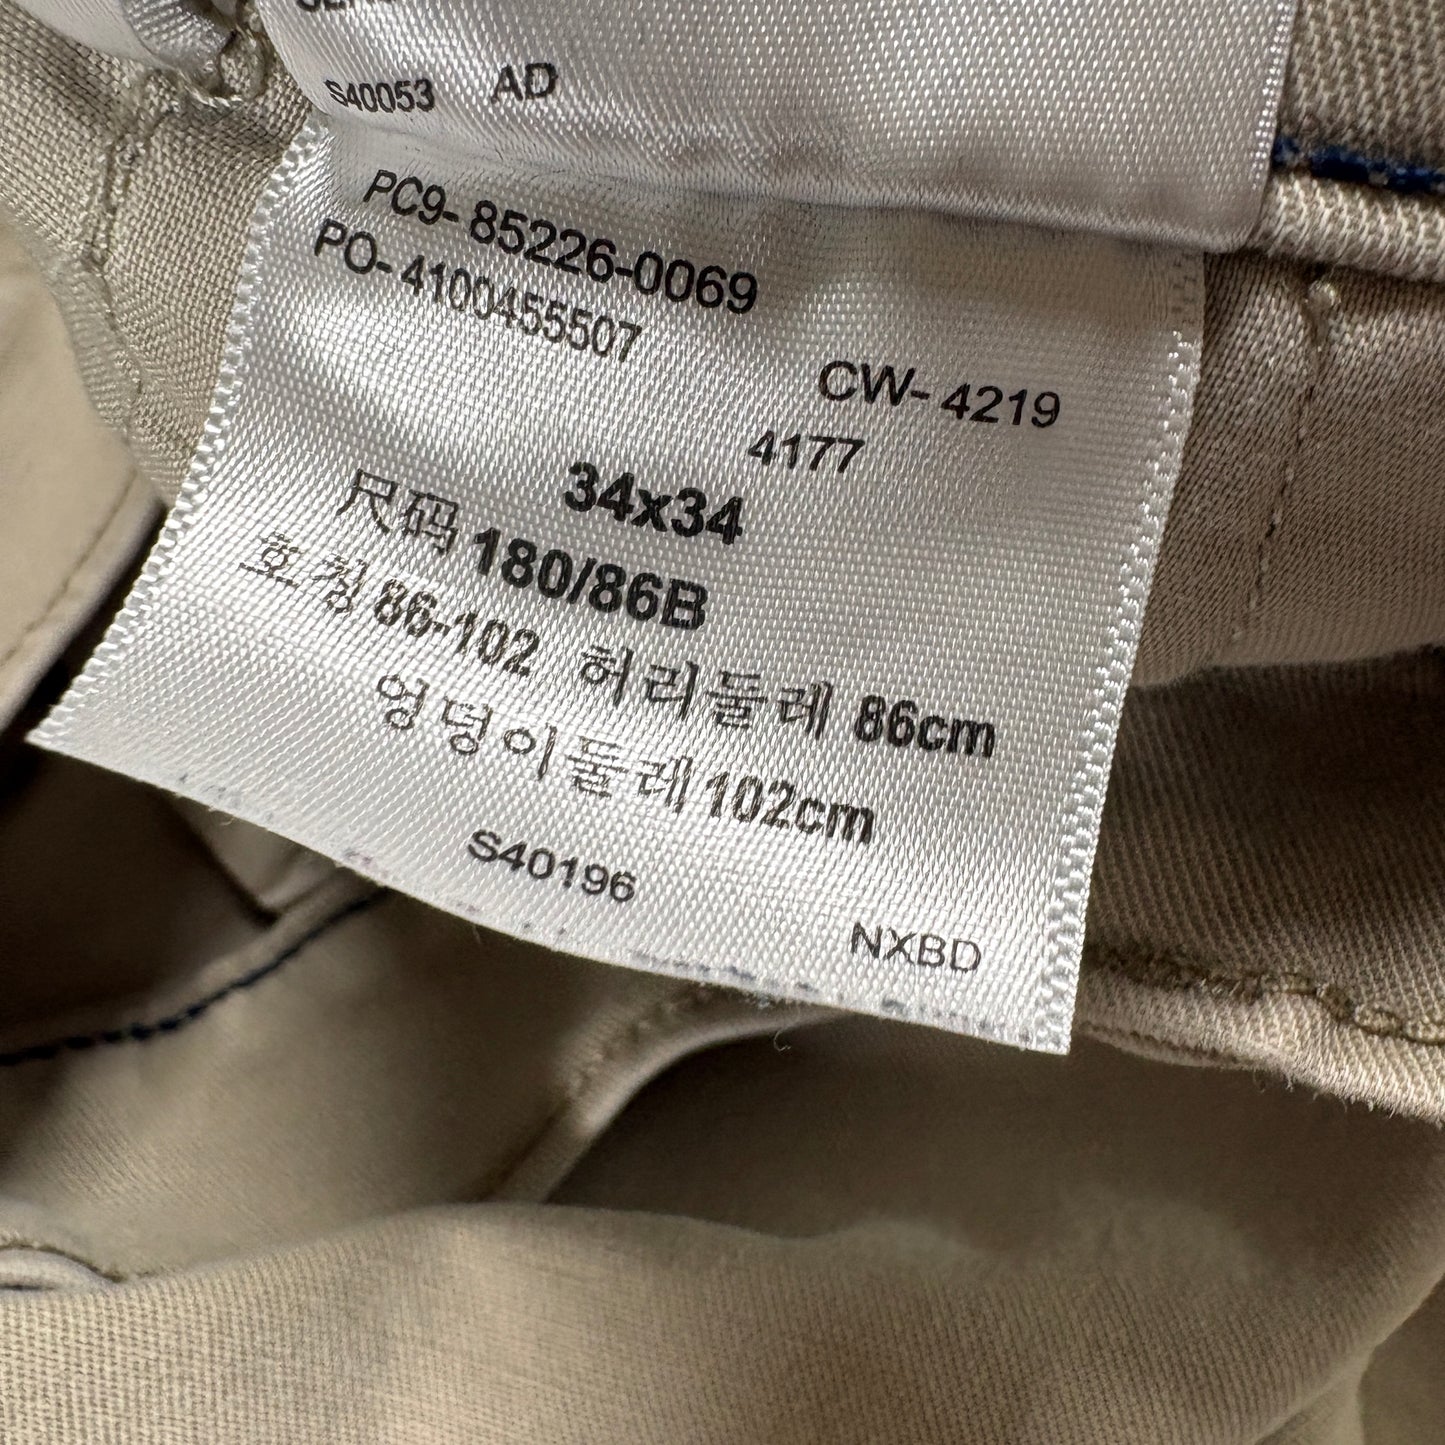 S40053 AD
PC9-85226-0069
PO-4100455507
CW-4219
4177
34x34
尺码 180/86B
호칭 86-102 허리둘레 86cm
엉덩이둘레 102cm
S40196
NXBD